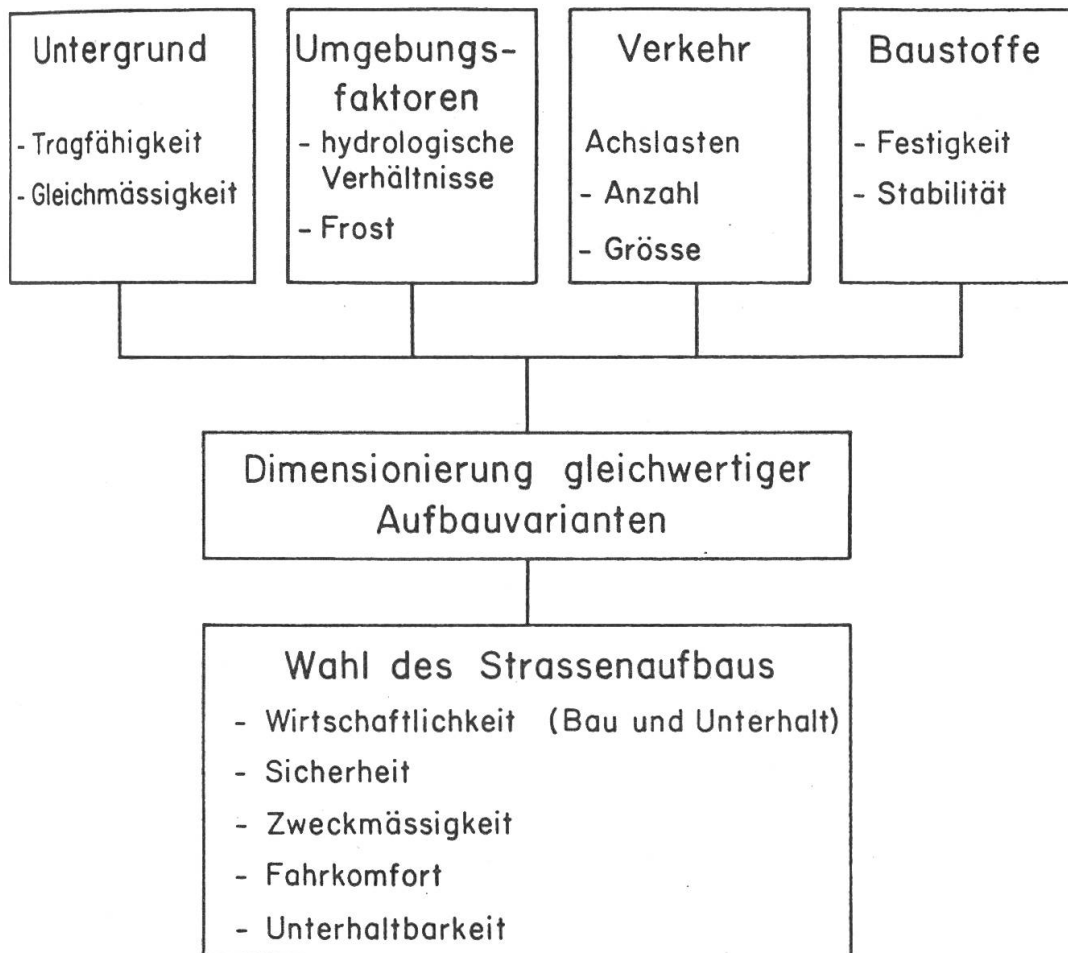 Untergrund
- Tragfähigkeit
- Gleichmässigkeit
Umgebungs-
faktoren
- hydrologische
Verhältnisse
- Frost
Verkehr
Achslasten
- Anzahl
- Grösse
Baustoffe
- Festigkeit
- Stabilität
Dimensionierung gleichwertiger
Aufbauvarianten
Wahl des Strassenaufbaus
- Wirtschaftlichkeit (Bau und Unterhalt)
- Sicherheit
- Zweckmässigkeit
- Fahrkomfort
- Unterhaltbarkeit